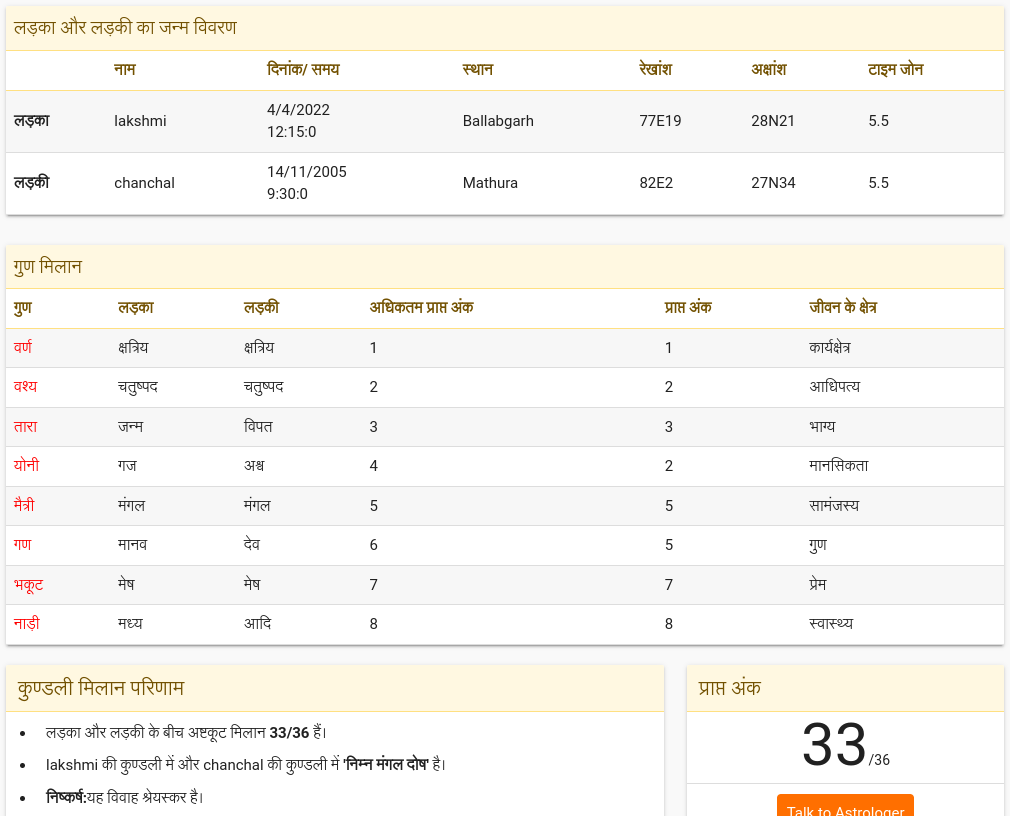 लड़का और लड़की का जन्म विवरण
नाम दिनांक/ समय स्थान रेखांश अक्षांश टाइम जोन
लड़का lakshmi 4/4/2022 12:15:0 Ballabgarh 77E19 28N21 5.5
लड़की chanchal 14/11/2005 9:30:0 Mathura 82E2 27N34 5.5
गुण मिलान
गुण लड़का लड़की अधिकतम प्राप्त अंक प्राप्त अंक जीवन के क्षेत्र
वर्ण क्षत्रिय क्षत्रिय 1 1 कार्यक्षेत्र
वश्य चतुष्पद चतुष्पद 2 2 आधिपत्य
तारा जन्म विपत 3 3 भाग्य
योनी गज अश्व 4 2 मानसिकता
मैत्री मंगल मंगल 5 5 सामंजस्य
गण मानव देव 6 5 गुण
भकूट मेष मेष 7 7 प्रेम
नाड़ी मध्य आदि 8 8 स्वास्थ्य
कुण्डली मिलान परिणाम
लड़का और लड़की के बीच अष्टकूट मिलान 33/36 हैं।
lakshmi की कुण्डली में और chanchal की कुण्डली में 'निम्न मंगल दोष' है।
निष्कर्ष:यह विवाह श्रेयस्कर है।
प्राप्त अंक
33/36
Talk to Astrologer